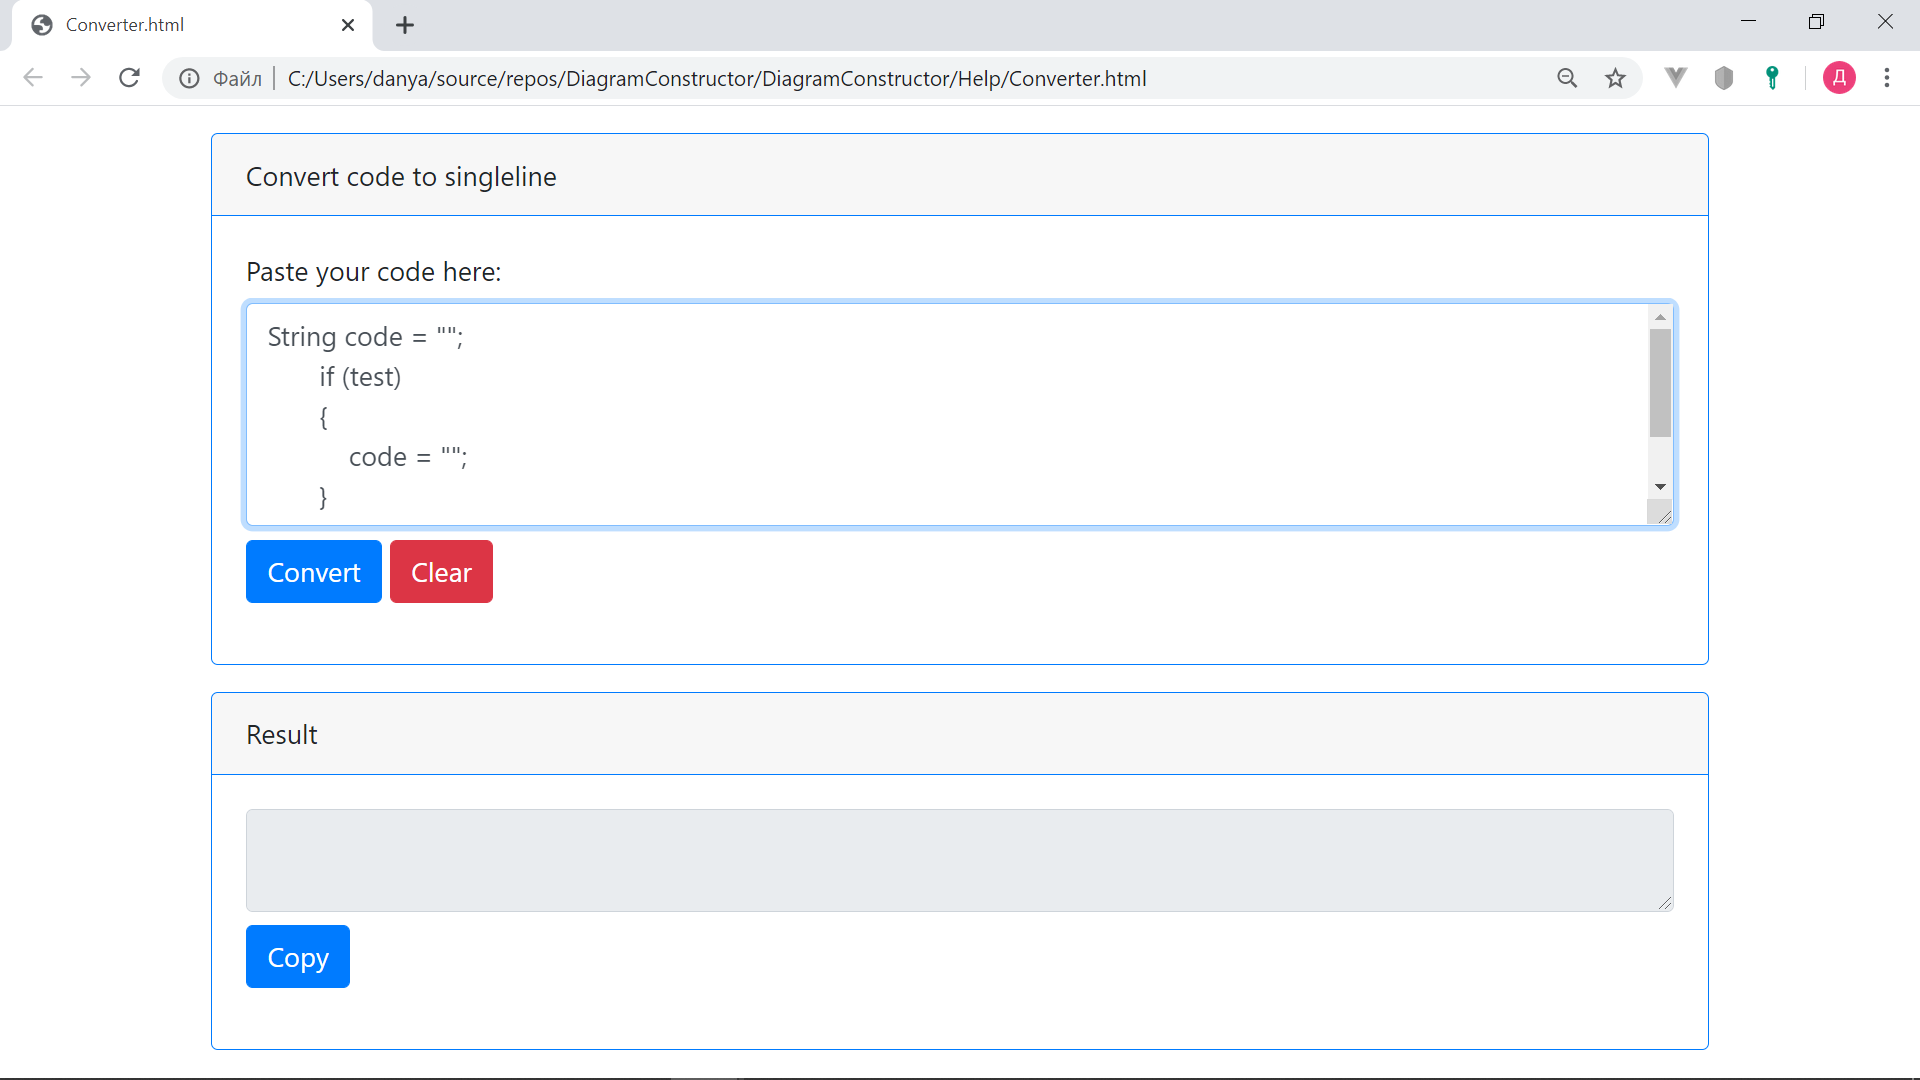 Converter.html
Файл
C:/Users/danya/source/repos/DiagramConstructor/DiagramConstructor/Help/Converter.html
Д
Convert code to singleline
Paste your code here:
String code = "";
if (test)
{
code = "";
}
Convert Clear
Result
Copy